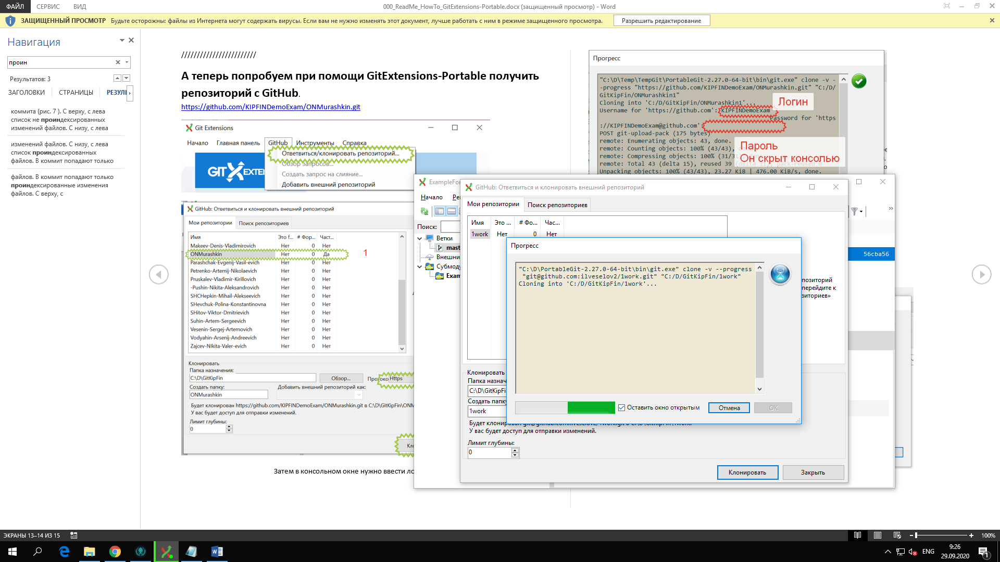 ФАЙЛ СЕРВИС ВИД
000_ReadMe_HowTo_GitExtensions-Portable.docx (защищенный просмотр) - Word
ЗАЩИЩЕННЫЙ ПРОСМОТР Будьте осторожны: файлы из Интернета могут содержать вирусы. Если вам не нужно изменять этот документ, лучше работать с ним в режиме защищенного просмотра. Разрешить редактирование
Навигация
проин
Результатов: 3
ЗАГОЛОВКИ СТРАНИЦЫ РЕЗУЛЬ
коммита (рис. 7 ). С верху, с лева
список не проиндексированных
изменений файлов. С низу, с лева
изменений файлов. С низу, с лева
список проиндексированных
файлов. В коммит попадают только
файлов. В коммит попадают только
проиндексированные изменения
файлов. С верху, с
////////////////////////
А теперь попробуем при помощи GitExtensions-Portable получить
репозиторий с GitHub.
https://github.com/KIPFINDemoExam/ONMurashkin.git
Git Extensions
Начало Главная панель GitHub Инструменты Справка
Ответвиться/клонировать репозиторий...
Обзор запросов...
Создать запрос на слияние...
Добавить внешний репозиторий
GIT EXTE
GitHub: Ответвиться и клонировать внешний репозиторий
Мои репозитории Поиск репозиториев
Имя Это f... # Фор... Част...
Makeev-Denis-Vladimirovich Нет 0 Нет
ONMurashkin Нет 0 Да 1
Parashchak-Evgenij-Vasil-evich Нет 0 Нет
Petrenko-Artemij-Nikolaevich Нет 0 Нет
Pruskalev-Vladimir-Kirillovich Нет 0 Нет
-Pushnin-Nikita-Aleksandrovich Нет 0 Нет
SHCHepkin-Mihail-Alekseevich Нет 0 Нет
SHevchuk-Polina-Konstantinovna Нет 0 Нет
SHitov-Viktor-Dmitrievich Нет 0 Нет
Suhin-Artem-Sergeevich Нет 0 Нет
Vesenin-Sergej-Artemovich Нет 0 Нет
Vodyahin-Arsenij-Andreevich Нет 0 Нет
Zajcev-NIkita-Valer-evich Нет 0 Нет
Клонировать
Папка назначения:
C:\D\GitKipFin Обзор... Протоко Https
Создать папку: Добавить внешний репозиторий как:
ONMurashkin
Будет клонирован https://github.com/KIPFINDemoExam/ONMurashkin.git в C:\D\GitKipFin\ONM
У вас будет доступ для отправки изменений.
Лимит глубины:
0
Кло
Затем в консольном окне нужно ввести ло
Прогресс
"C:\D\Temp\TempGit\PortableGit-2.27.0-64-bit\bin\git.exe" clone -v -
-progress "https://github.com/KIPFINDemoExam/ONMurashkin.git" "C:/D/
GitKipFin/ONMurashkin1"
Cloning into 'C:/D/GitKipFin/ONMurashkin1'...
Логин
Username for 'https://github.com': KIPFINDemoExam
Password for 'https
://KIPFINDemoExam@github.com':
POST git-upload-pack (175 bytes)
remote: Enumerating objects: 43, done.
Пароль
Он скрыт консолью
remote: Counting objects: 100% (43/43),
remote: Compressing objects: 100% (31/31)
remote: Total 43 (delta 15), reused 39 (delta 11), pack-reused 0
Unpacking objects: 100% (43/43), 23.27 KiB | 476.00 KiB/s, done.
ExampleFo
Начало Ре
Поиск:
Ветки
mast
Внешни
Субмоду
Exam
56cba56
GitHub: Ответвиться и клонировать внешний репозиторий
Мои репозитории Поиск репозиториев
Имя Это ... # Фо... Час...
1work Нет 0 Нет
позиторий
перейдите к
зиториев»
Прогресс
"C:\D\PortableGit-2.27.0-64-bit\bin\git.exe" clone -v --progress
"git@github.com:ilveselov2/1work.git" "C:/D/GitKipFin/1work"
Cloning into 'C:/D/GitKipFin/1work'...
Оставить окно открытым Отмена OK
Клонировать
Папка назнач
C:\D\GitKipFi
Создать папку
1work
Будет клонирован git@github.com:ilveselov2/1work.git в C:\D\GitKipFin\1work.
У вас будет доступ для отправки изменений.
Лимит глубины:
0
Клонировать Закрыть
ЭКРАНЫ 13–14 ИЗ 15
100%
ENG
9:26
29.09.2020
1